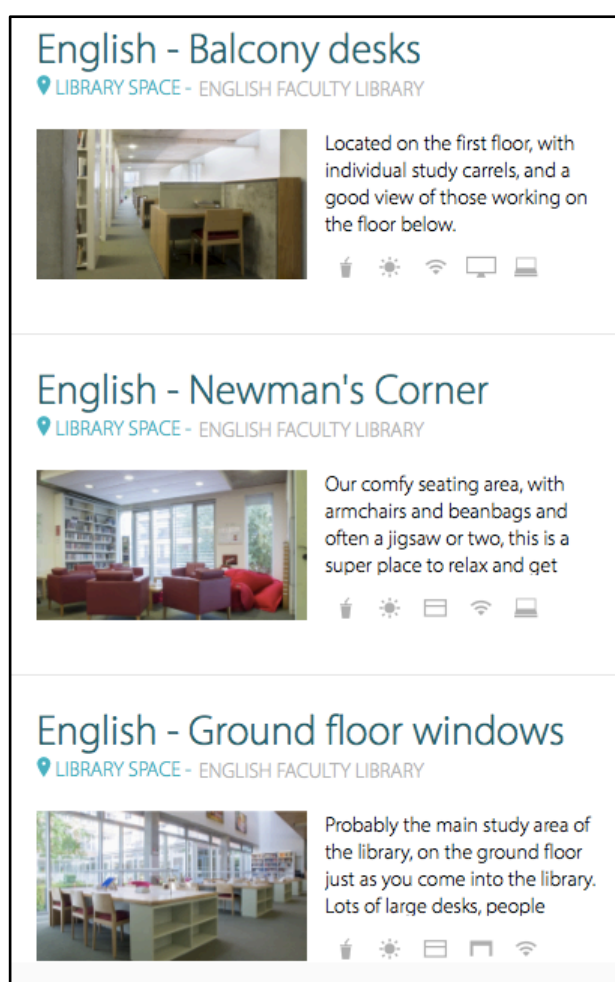 English - Balcony desks
LIBRARY SPACE - ENGLISH FACULTY LIBRARY
Located on the first floor, with
individual study carrels, and a
good view of those working on
the floor below.
English - Newman's Corner
LIBRARY SPACE - ENGLISH FACULTY LIBRARY
Our comfy seating area, with
armchairs and beanbags and
often a jigsaw or two, this is a
super place to relax and get
English - Ground floor windows
LIBRARY SPACE - ENGLISH FACULTY LIBRARY
Probably the main study area of
the library, on the ground floor
just as you come into the library.
Lots of large desks, people